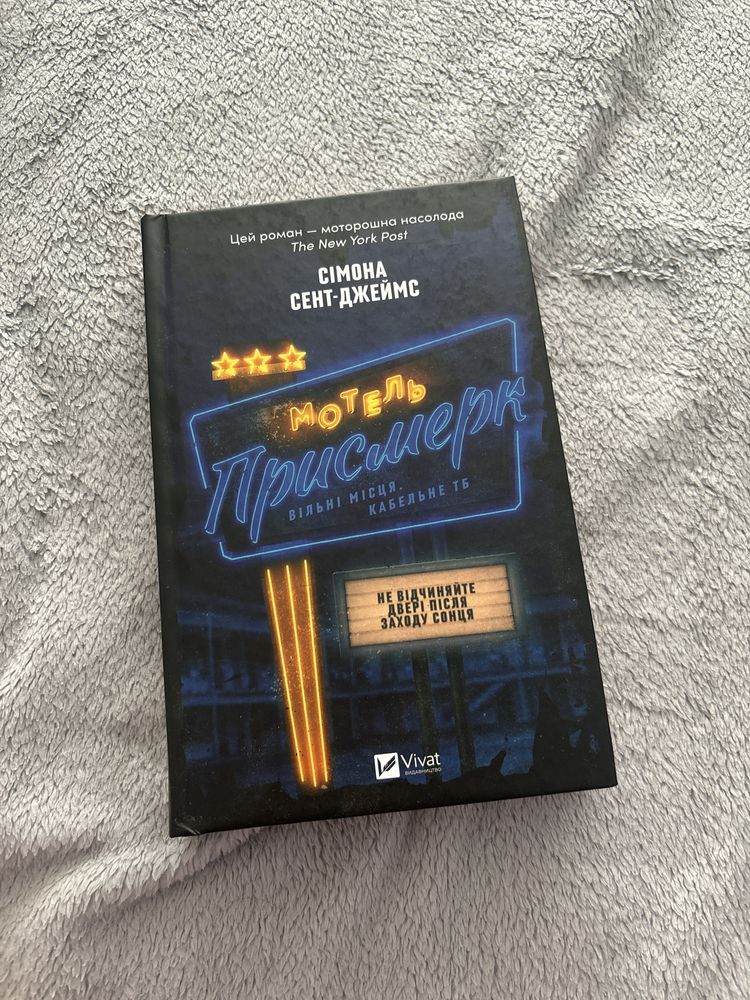 Цей роман — моторошна насолода
The New York Post
СІМОНА
СЕНТ-ДЖЕЙМС
МОТЕЛЬ
Присмерк
ВІЛЬНІ МІСЦЯ.
КАБЕЛЬНЕ ТБ
НЕ ВІДЧИНЯЙТЕ
ДВЕРІ ПІСЛЯ
ЗАХОДУ СОНЦЯ
Vivat
ВИДАВНИЦТВО